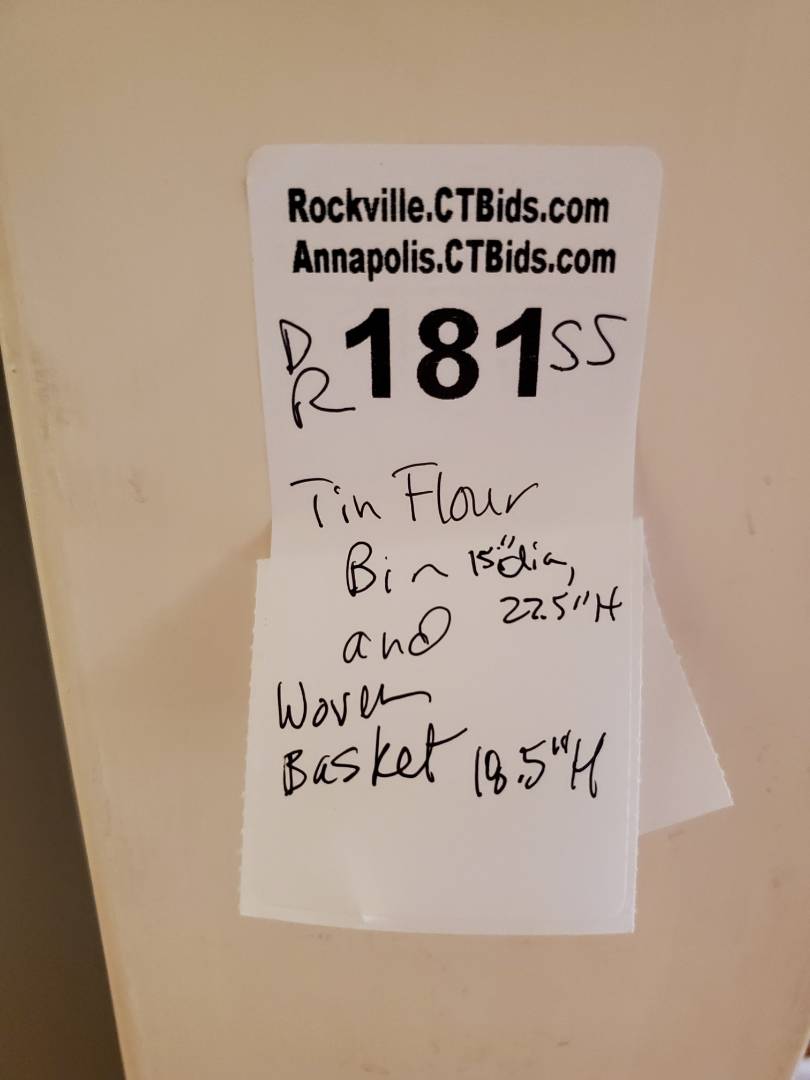 Rockville.CTBids.com
Annapolis.CTBids.com
DR 181 SS
Tin Flour
Bin 15" dia,
22.5" H
and
Woven
Basket 18.5" H